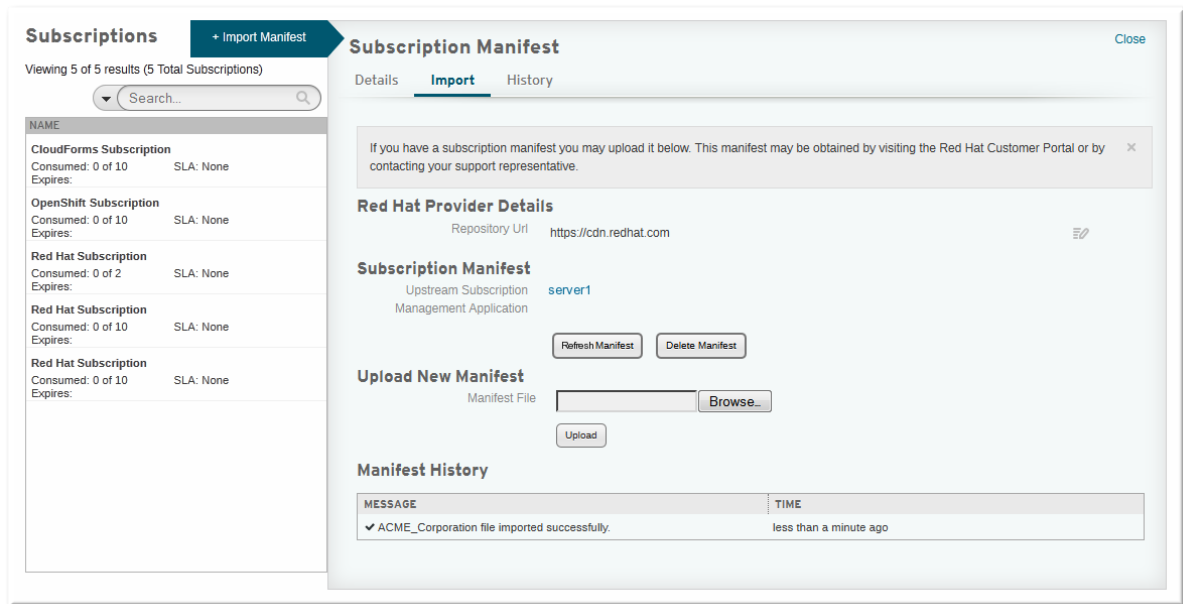 Subscriptions
+ Import Manifest
Viewing 5 of 5 results (5 Total Subscriptions)
Search...
NAME
CloudForms Subscription
Consumed: 0 of 10 SLA: None
Expires:
OpenShift Subscription
Consumed: 0 of 10 SLA: None
Expires:
Red Hat Subscription
Consumed: 0 of 2 SLA: None
Expires:
Red Hat Subscription
Consumed: 0 of 10 SLA: None
Expires:
Red Hat Subscription
Consumed: 0 of 10 SLA: None
Expires:
Subscription Manifest
Close
Details Import History
If you have a subscription manifest you may upload it below. This manifest may be obtained by visiting the Red Hat Customer Portal or by
contacting your support representative.
Red Hat Provider Details
Repository Url https://cdn.redhat.com
Subscription Manifest
Upstream Subscription server1
Management Application
Refresh Manifest Delete Manifest
Upload New Manifest
Manifest File Browse...
Upload
Manifest History
MESSAGE TIME
ACME_Corporation file imported successfully. less than a minute ago